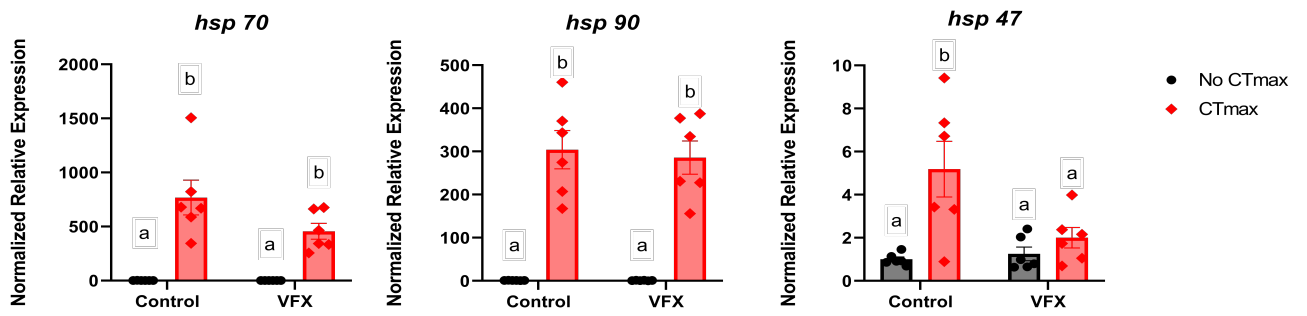 hsp 70
Normalized Relative Expression
2000
1500
1000
500
0
a
b
a
b
Control
VFX
hsp 90
Normalized Relative Expression
500
400
300
200
100
0
a
b
a
b
Control
VFX
hsp 47
Normalized Relative Expression
10
8
6
4
2
0
a
b
a
a
Control
VFX
No CTmax
CTmax